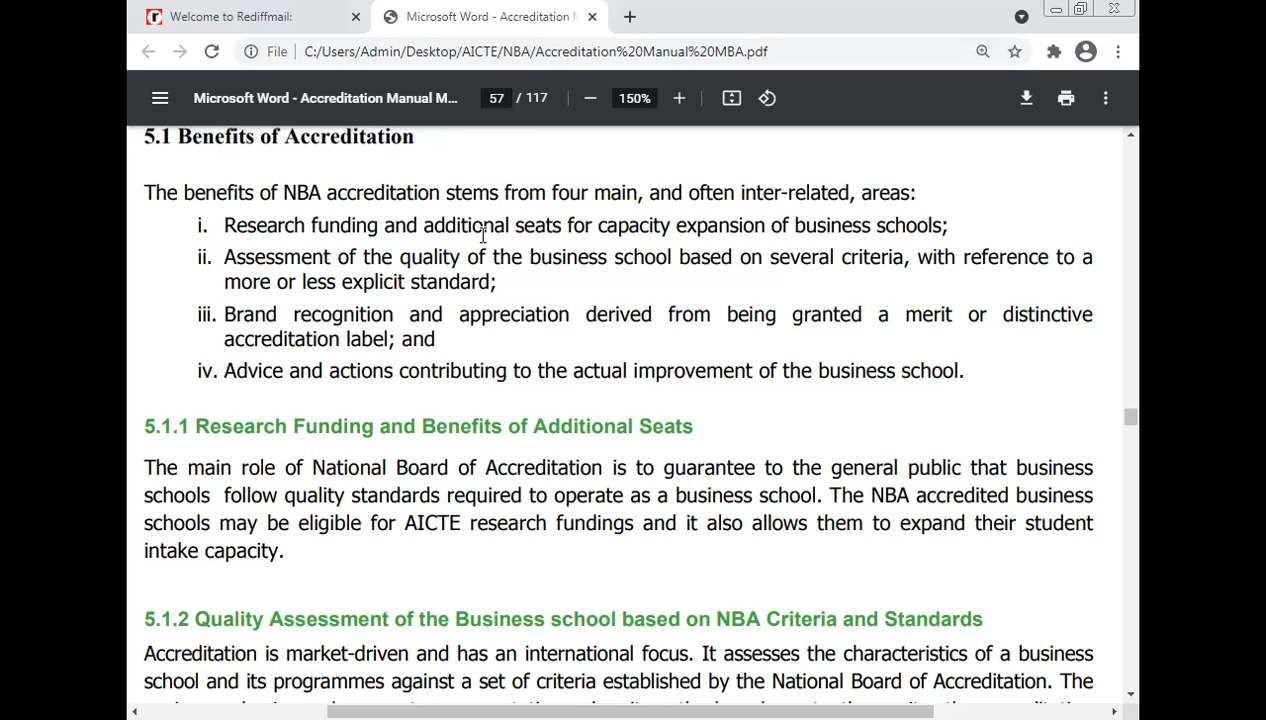 Welcome to Rediffmail:
Microsoft Word - Accreditation M
File C:/Users/Admin/Desktop/AICTE/NBA/Accreditation%20Manual%20MBA.pdf
Microsoft Word - Accreditation Manual M... 57 / 117 150%
5.1 Benefits of Accreditation
The benefits of NBA accreditation stems from four main, and often inter-related, areas:
i. Research funding and additional seats for capacity expansion of business schools;
ii. Assessment of the quality of the business school based on several criteria, with reference to a
more or less explicit standard;
iii. Brand recognition and appreciation derived from being granted a merit or distinctive
accreditation label; and
iv. Advice and actions contributing to the actual improvement of the business school.
5.1.1 Research Funding and Benefits of Additional Seats
The main role of National Board of Accreditation is to guarantee to the general public that business
schools follow quality standards required to operate as a business school. The NBA accredited business
schools may be eligible for AICTE research fundings and it also allows them to expand their student
intake capacity.
5.1.2 Quality Assessment of the Business school based on NBA Criteria and Standards
Accreditation is market-driven and has an international focus. It assesses the characteristics of a business
school and its programmes against a set of criteria established by the National Board of Accreditation. The